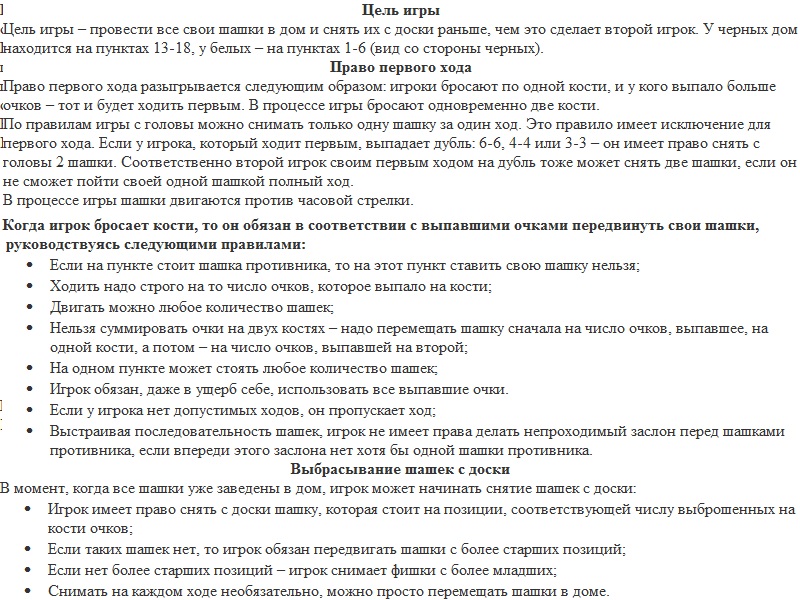 Цель игры
Цель игры – провести все свои шашки в дом и снять их с доски раньше, чем это сделает второй игрок. У черных дом
находится на пунктах 13-18, у белых – на пунктах 1-6 (вид со стороны черных).
Право первого хода
Право первого хода разыгрывается следующим образом: игроки бросают по одной кости, и у кого выпало больше
очков – тот и будет ходить первым. В процессе игры бросают одновременно две кости.
По правилам игры с головы можно снимать только одну шашку за один ход. Это правило имеет исключение для
первого хода. Если у игрока, который ходит первым, выпадает дубль: 6-6, 4-4 или 3-3 – он имеет право снять с
головы 2 шашки. Соответственно второй игрок своим первым ходом на дубль тоже может снять две шашки, если он
не сможет пойти своей одной шашкой полный ход.
В процессе игры шашки двигаются против часовой стрелки.
Когда игрок бросает кости, то он обязан в соответствии с выпавшими очками передвинуть свои шашки,
руководствуясь следующими правилами:
• Если на пункте стоит шашка противника, то на этот пункт ставить свою шашку нельзя;
• Ходить надо строго на то число очков, которое выпало на кости;
• Двигать можно любое количество шашек;
• Нельзя суммировать очки на двух костях – надо перемещать шашку сначала на число очков, выпавшее, на
одной кости, а потом – на число очков, выпавшей на второй;
• На одном пункте может стоять любое количество шашек;
• Игрок обязан, даже в ущерб себе, использовать все выпавшие очки.
• Если у игрока нет допустимых ходов, он пропускает ход;
• Выстраивая последовательность шашек, игрок не имеет права делать непроходимый заслон перед шашками
противника, если впереди этого заслона нет хотя бы одной шашки противника.
Выбрасывание шашек с доски
В момент, когда все шашки уже заведены в дом, игрок может начинать снятие шашек с доски:
• Игрок имеет право снять с доски шашку, которая стоит на позиции, соответствующей числу выброшенных на
кости очков;
• Если таких шашек нет, то игрок обязан передвигать шашки с более старших позиций;
• Если нет более старших позиций – игрок снимает фишки с более младших;
• Снимать на каждом ходе необязательно, можно просто перемещать шашки в доме.